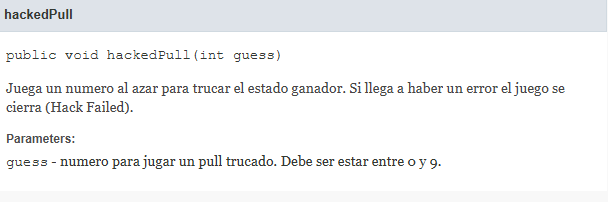 hackedPull
public void hackedPull(int guess)
Juega un numero al azar para trucar el estado ganador. Si llega a haber un error el juego se
cierra (Hack Failed).
Parameters:
guess - numero para jugar un pull trucado. Debe ser estar entre 0 y 9.